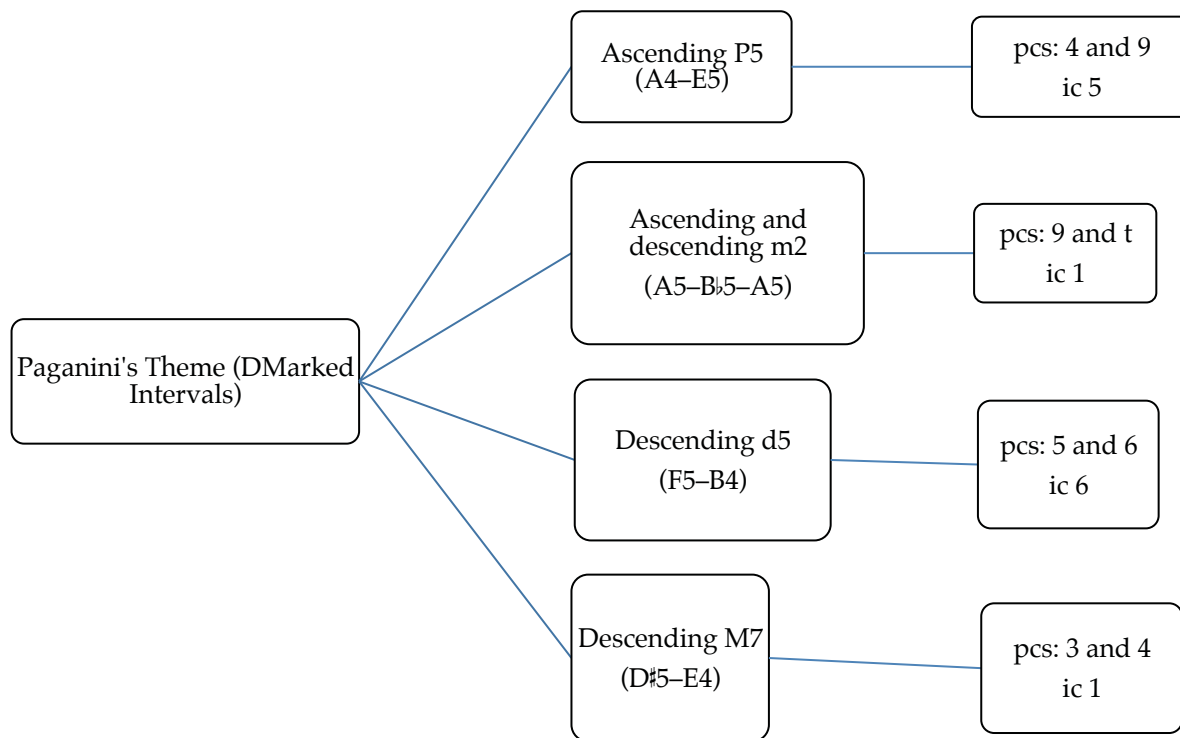 Paganini's Theme (DMarked
Intervals)
Ascending P5
(A4–E5)
pcs: 4 and 9
ic 5
Ascending and
descending m2
(A5–B♭5–A5)
pcs: 9 and t
ic 1
Descending d5
(F5–B4)
pcs: 5 and 6
ic 6
Descending M7
(D♯5–E4)
pcs: 3 and 4
ic 1